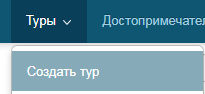 Туры
Достопримечател
Создать тур